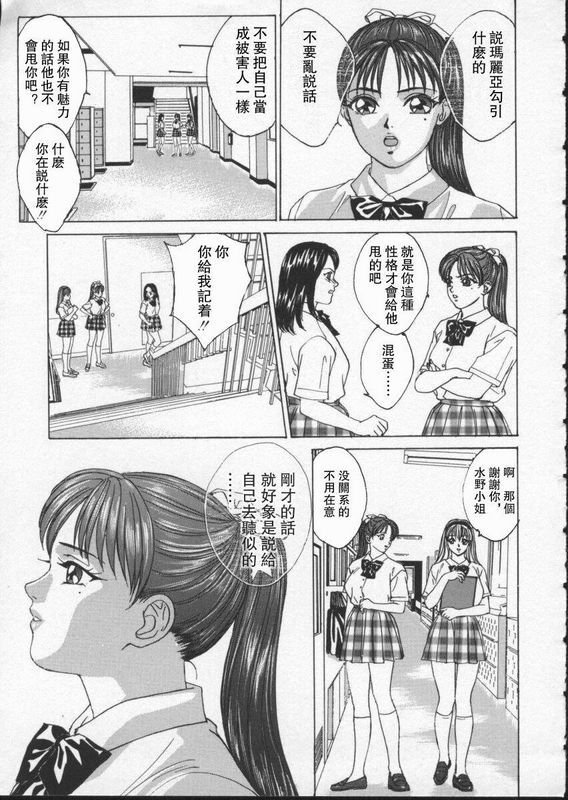 説瑪麗亞勾引
什麼的
不要亂説話
不要把自己當
成被害人一樣
如果你有魅力
的話他也不
會甩你吧？
什麼
你在説什麼!!
就是你這種
性格才會給他
甩的吧
混蛋……
你
你給我記着!!
啊 那個
謝謝你，
水野小姐
没關系的
不用在意
剛才的話
就好象是説給
自己去聽似的
……